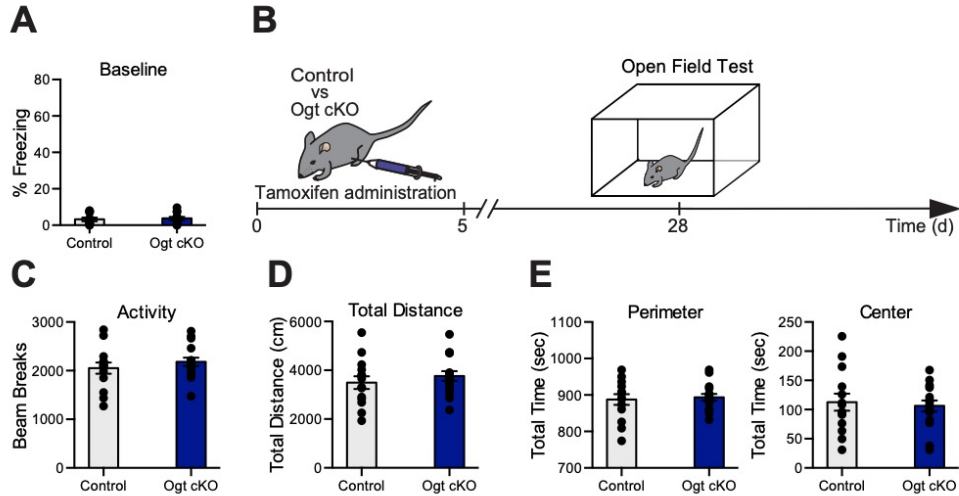 A
Baseline
% Freezing
80
60
40
20
0
Control
Ogt cKO
B
Control
vs
Ogt cKO
Tamoxifen administration
Open Field Test
0
5
28
Time (d)
C
Activity
Beam Breaks
3000
2000
1000
0
Control
Ogt cKO
D
Total Distance
Total Distance (cm)
6000
4000
2000
0
Control
Ogt cKO
E
Perimeter
Total Time (sec)
1100
1000
900
800
700
Control
Ogt cKO
Center
Total Time (sec)
250
200
150
100
50
0
Control
Ogt cKO